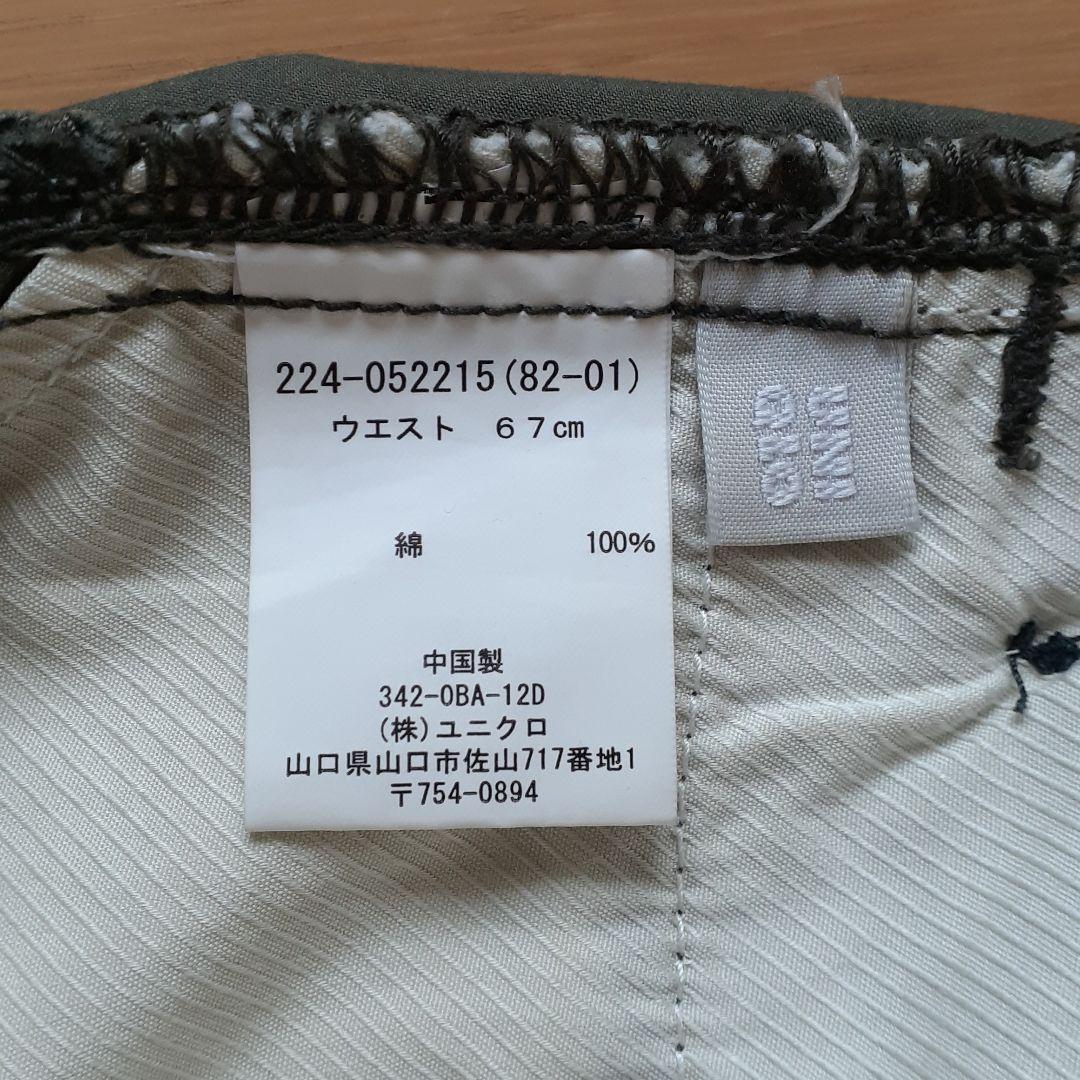 224-052215(82-01)
ウエスト 67cm
綿 100%
中国製
342-0BA-12D
(株)ユニクロ
山口県山口市佐山717番地1
〒754-0894